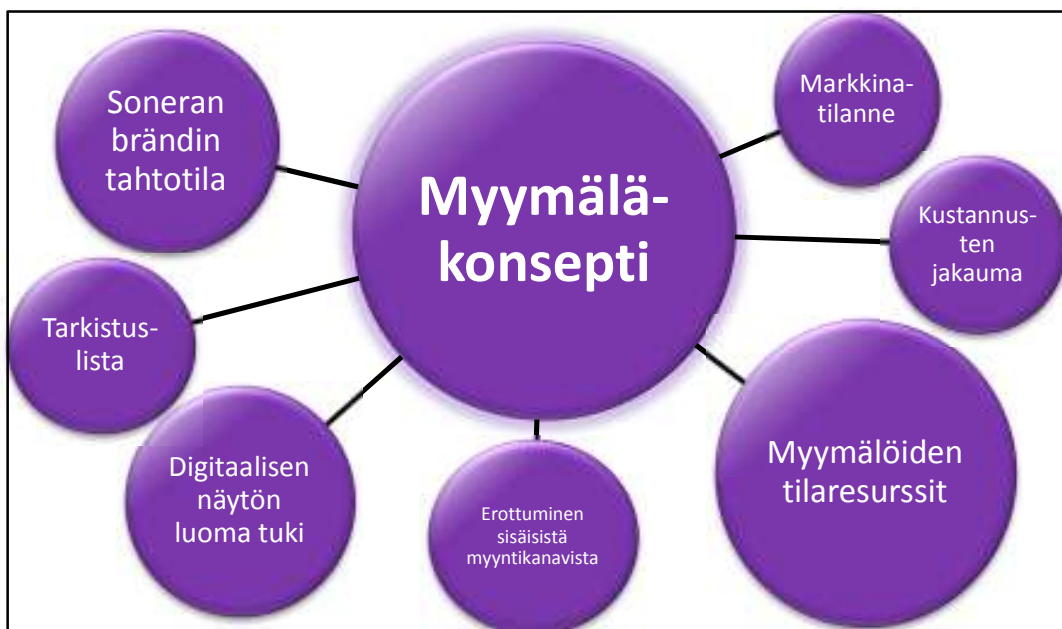 Soneran
brändin
tahtotila
Myymälä-
konsepti
Markkina-
tilanne
Kustannus-
ten
jakauma
Tarkistus-
lista
Digitaalisen
näytön
luoma tuki
Erottuminen
sisäisistä
myyntikanavista
Myymälöiden
tilaresurssit